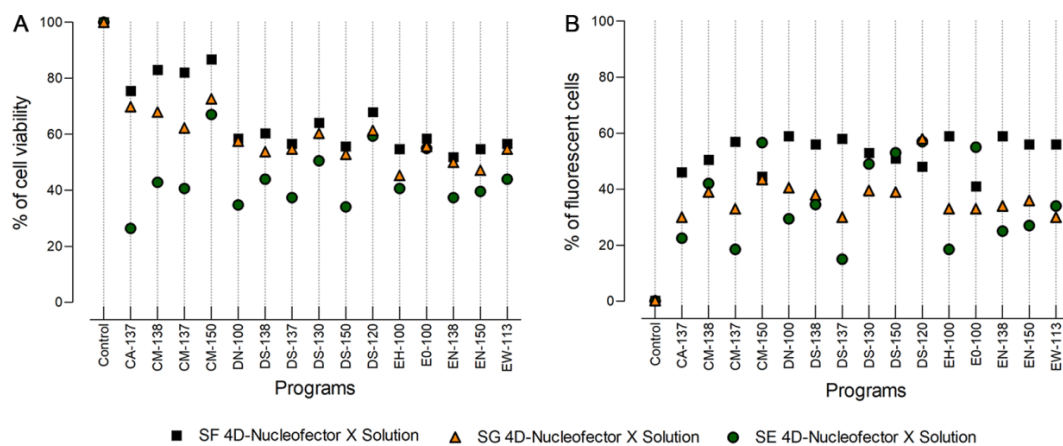 A
% of cell viability
100
80
60
40
20
0
Control
CA-137
CM-138
CM-137
CM-150
DN-100
DS-138
DS-137
DS-130
DS-150
DS-120
EH-100
E0-100
EN-138
EN-150
EW-113
Programs
B
% of fluorescent cells
100
80
60
40
20
0
Control
CA-137
CM-138
CM-137
CM-150
DN-100
DS-138
DS-137
DS-130
DS-150
DS-120
EH-100
E0-100
EN-138
EN-150
EW-113
Programs
SF 4D-Nucleofector X Solution
SG 4D-Nucleofector X Solution
SE 4D-Nucleofector X Solution